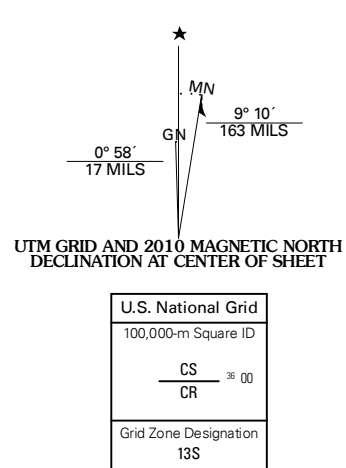 ★
MN
GN
9° 10´
163 MILS
0° 58´
17 MILS
UTM GRID AND 2010 MAGNETIC NORTH
DECLINATION AT CENTER OF SHEET
U.S. National Grid
100,000-m Square ID
CS
36 00
CR
Grid Zone Designation
13S